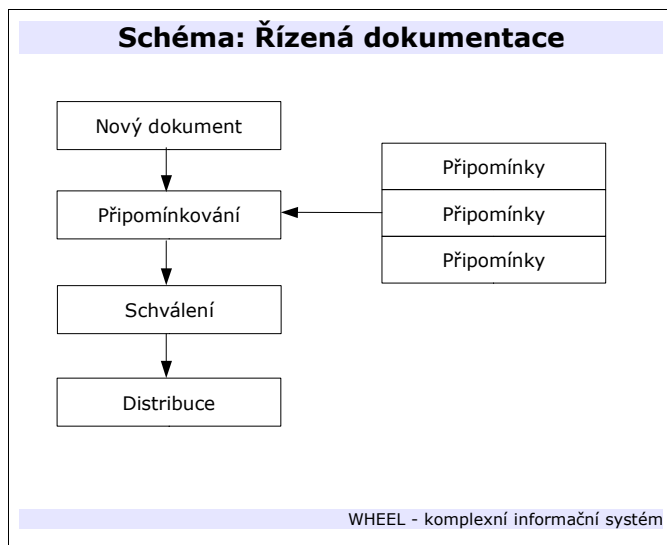 Schéma: Řízená dokumentace
Nový dokument
Připomínkování
Schválení
Distribuce
Připomínky
Připomínky
Připomínky
WHEEL - komplexní informační systém